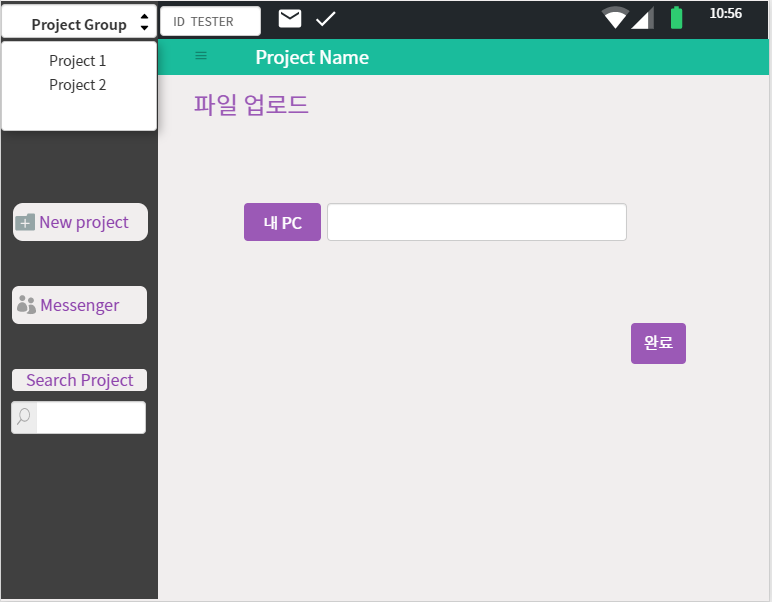 Project Group
ID TESTER
10:56
Project 1
Project 2
Project Name
파일 업로드
New project
내 PC
Messenger
완료
Search Project